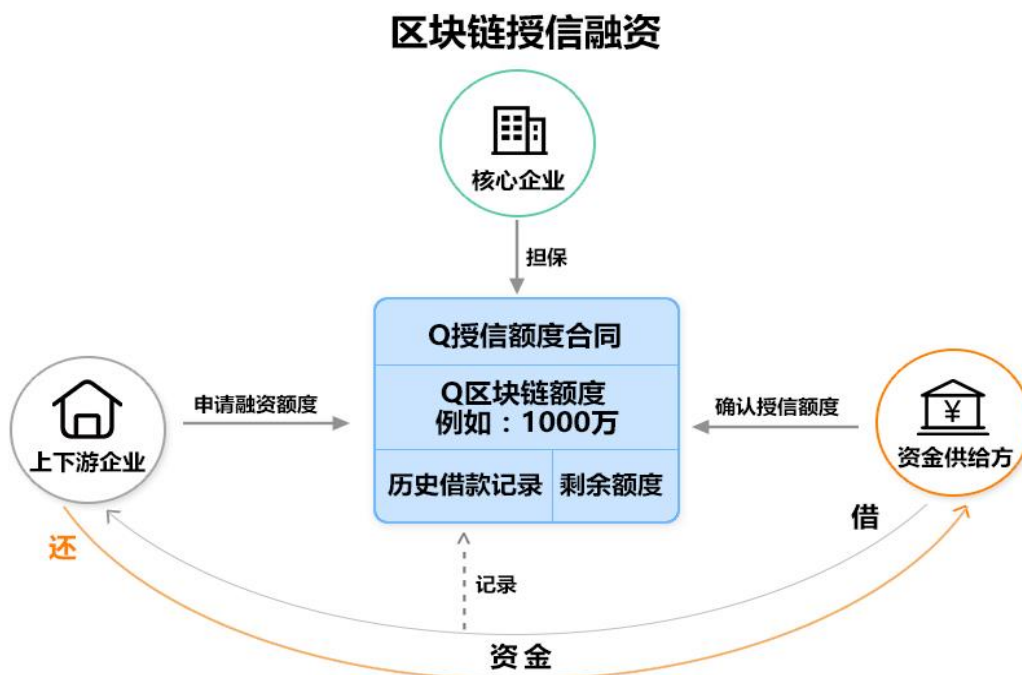 区块链授信融资
核心企业
担保
Q授信额度合同
Q区块链额度
例如：1000万
历史借款记录
剩余额度
申请融资额度
确认授信额度
¥
上下游企业
资金供给方
还
借
记录
资金